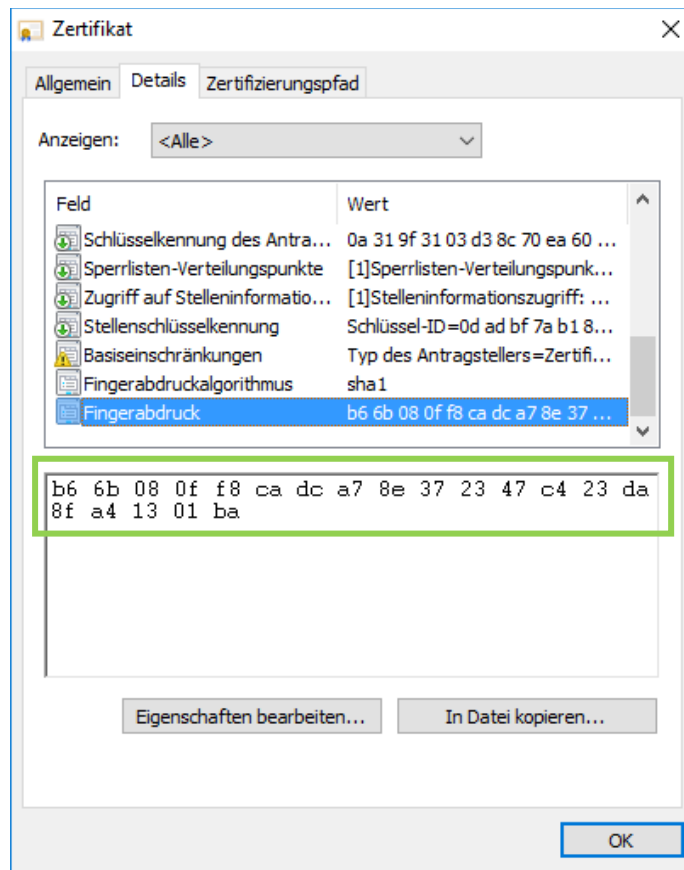 Zertifikat
Allgemein Details Zertifizierungspfad
Anzeigen: <Alle>
Feld Wert
Schlüsselkennung des Antra... 0a 31 9f 31 03 d3 8c 70 ea 60 ...
Sperrlisten-Verteilungspunkte [1]Sperrlisten-Verteilungspunk...
Zugriff auf Stelleninformatio... [1]Stelleninformationszugriff: ...
Stellenschlüsselkennung Schlüssel-ID=0d ad bf 7a b1 8...
Basiseinschränkungen Typ des Antragstellers=Zertifi...
Fingerabdruckalgorithmus sha1
Fingerabdruck b6 6b 08 0f f8 ca dc a7 8e 37 ...
b6 6b 08 0f f8 ca dc a7 8e 37 23 47 c4 23 da
8f a4 13 01 ba
Eigenschaften bearbeiten... In Datei kopieren...
OK